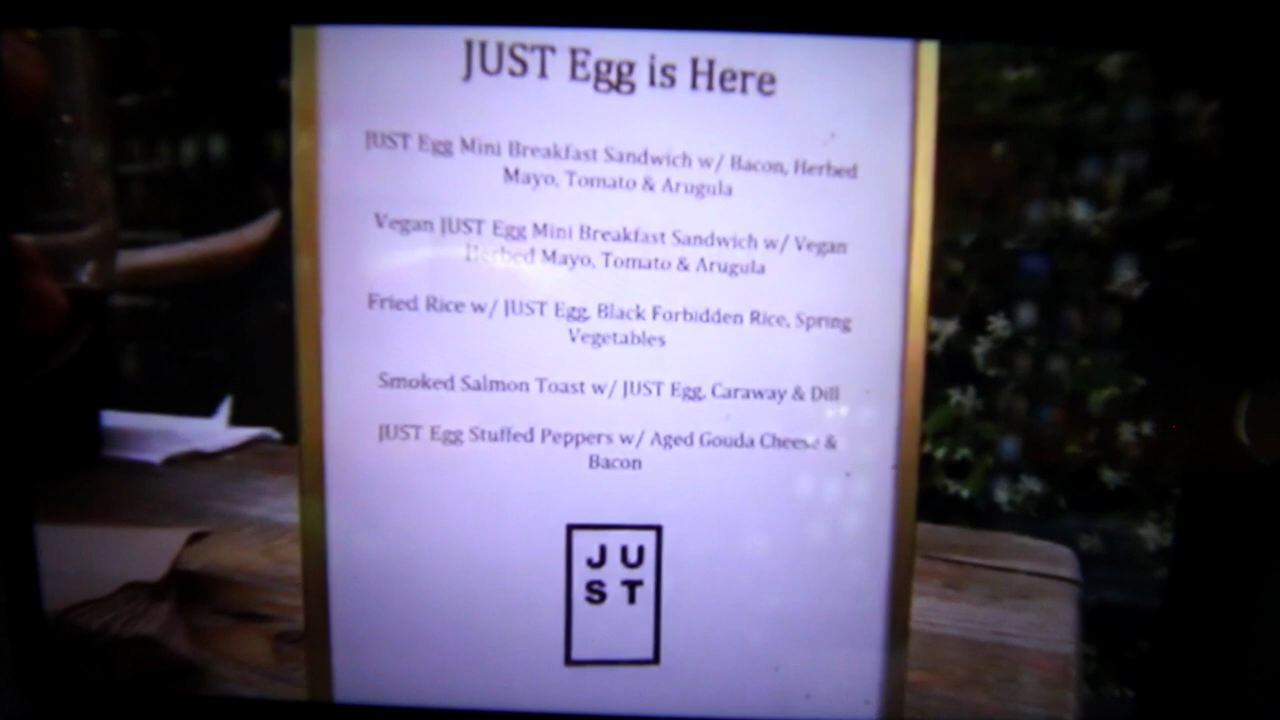 JUST Egg is Here
JUST Egg Mini Breakfast Sandwich w/ Bacon, Herbed
Mayo, Tomato & Arugula
Vegan JUST Egg Mini Breakfast Sandwich w/ Vegan
Herbed Mayo, Tomato & Arugula
Fried Rice w/ JUST Egg, Black Forbidden Rice, Spring
Vegetables
Smoked Salmon Toast w/ JUST Egg, Caraway & Dill
JUST Egg Stuffed Peppers w/ Aged Gouda Cheese &
Bacon
J U
S T